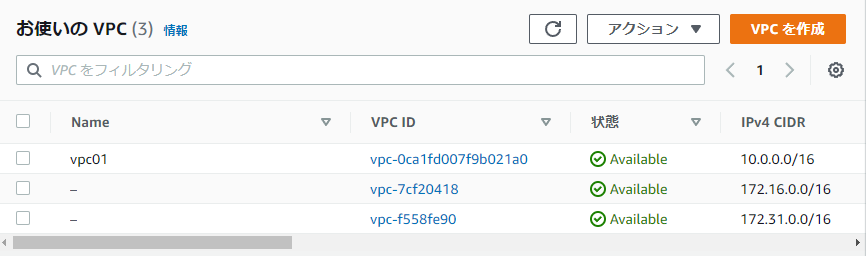 お使いの VPC (3) 情報 アクション VPC を作成
VPC をフィルタリング 1
Name VPC ID 状態 IPv4 CIDR
vpc01 vpc-0ca1fd007f9b021a0 Available 10.0.0.0/16
– vpc-7cf20418 Available 172.16.0.0/16
– vpc-f558fe90 Available 172.31.0.0/16